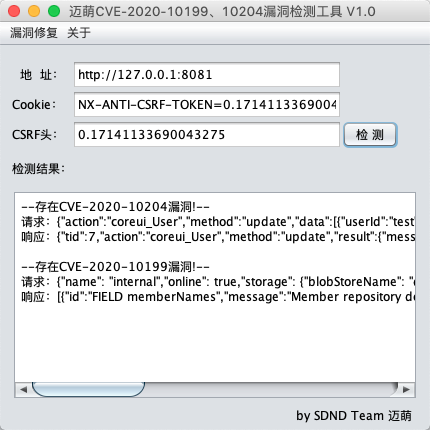 迈萌CVE-2020-10199、10204漏洞检测工具 V1.0
漏洞修复 关于
地 址: http://127.0.0.1:8081
Cookie: NX-ANTI-CSRF-TOKEN=0.1714113369004
CSRF头: 0.17141133690043275 检 测
检测结果:
--存在CVE-2020-10204漏洞!--
请求: {"action":"coreui_User","method":"update","data":[{"userId":"test
响应: {"tid":7,"action":"coreui_User","method":"update","result":{"mess
--存在CVE-2020-10199漏洞!--
请求: {"name": "internal","online": true,"storage": {"blobStoreName": "d
响应: [{"id":"FIELD memberNames","message":"Member repository do
by SDND Team 迈萌